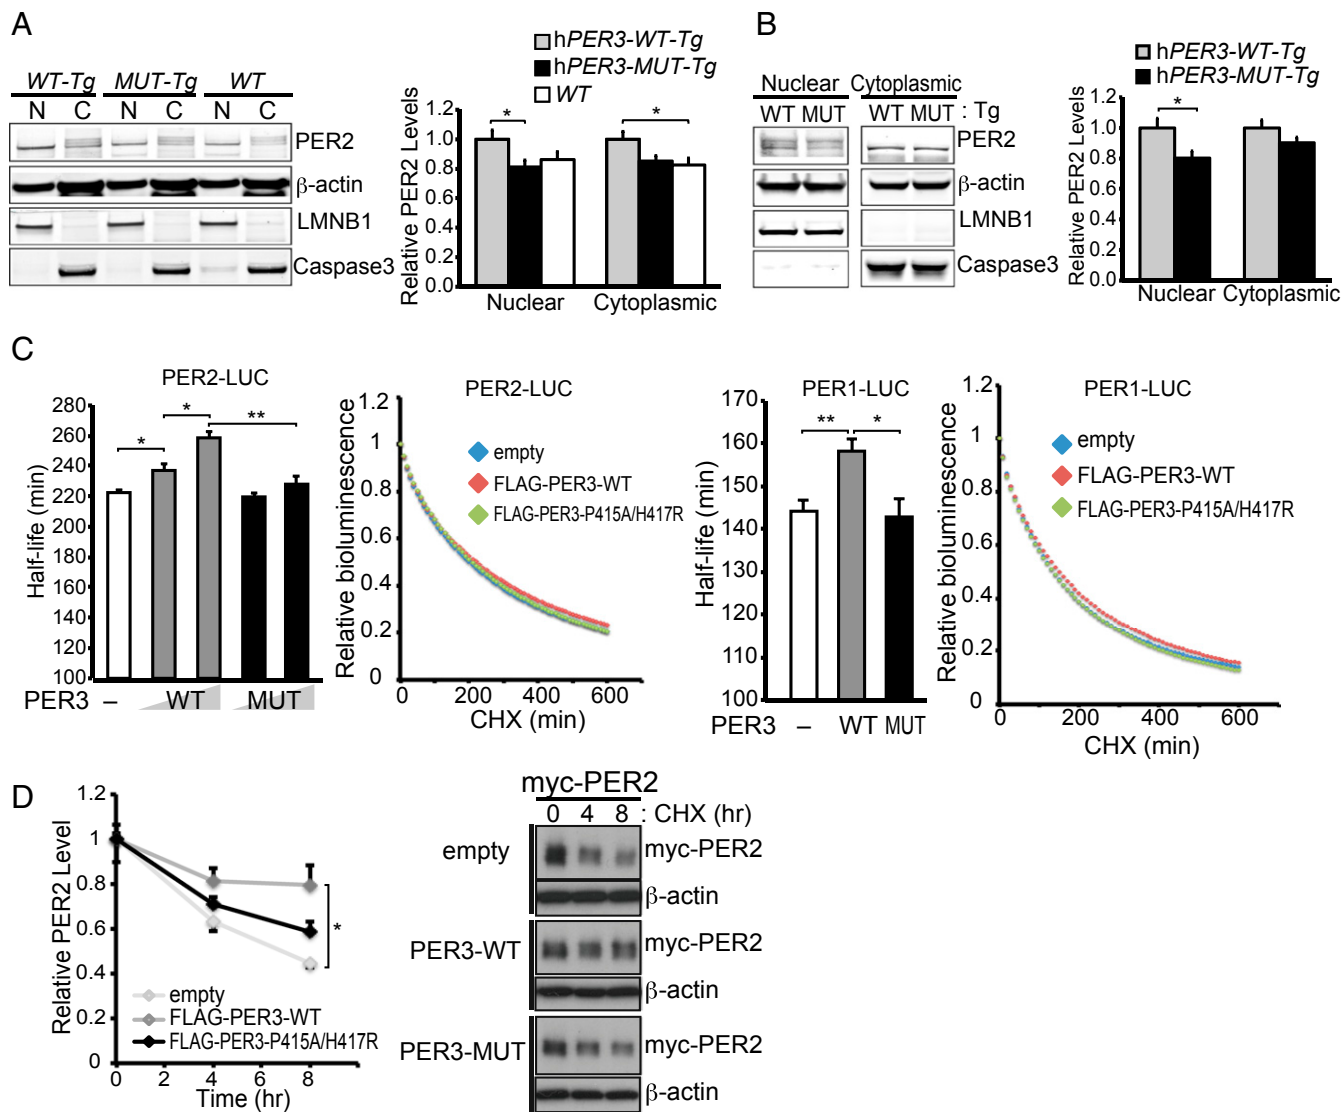 A
WT-Tg MUT-Tg WT
N C N C N C
PER2
β-actin
LMNB1
Caspase3
hPER3-WT-Tg
hPER3-MUT-Tg
WT
Relative PER2 Levels
1.2
1.0
0.8
0.6
0.4
0.2
0.0
* *
Nuclear Cytoplasmic
B
Nuclear Cytoplasmic
WT MUT WT MUT : Tg
PER2
β-actin
LMNB1
Caspase3
hPER3-WT-Tg
hPER3-MUT-Tg
Relative PER2 Levels
1.2
1.0
0.8
0.6
0.4
0.2
0.0
*
Nuclear Cytoplasmic
C
PER2-LUC
Half-life (min)
280
260
240
220
200
180
160
140
120
100
* * **
PER3 – WT MUT
PER2-LUC
Relative bioluminescence
1.2
1
0.8
0.6
0.4
0.2
0
empty
FLAG-PER3-WT
FLAG-PER3-P415A/H417R
0 200 400 600
CHX (min)
PER1-LUC
Half-life (min)
170
160
150
140
130
120
110
100
** *
PER3 – WT MUT
PER1-LUC
Relative bioluminescence
1.2
1
0.8
0.6
0.4
0.2
0
empty
FLAG-PER3-WT
FLAG-PER3-P415A/H417R
0 200 400 600
CHX (min)
D
Relative PER2 Level
1.2
1
0.8
0.6
0.4
0.2
0
*
empty
FLAG-PER3-WT
FLAG-PER3-P415A/H417R
0 2 4 6 8
Time (hr)
myc-PER2
0 4 8 : CHX (hr)
empty
myc-PER2
β-actin
PER3-WT
myc-PER2
β-actin
PER3-MUT
myc-PER2
β-actin